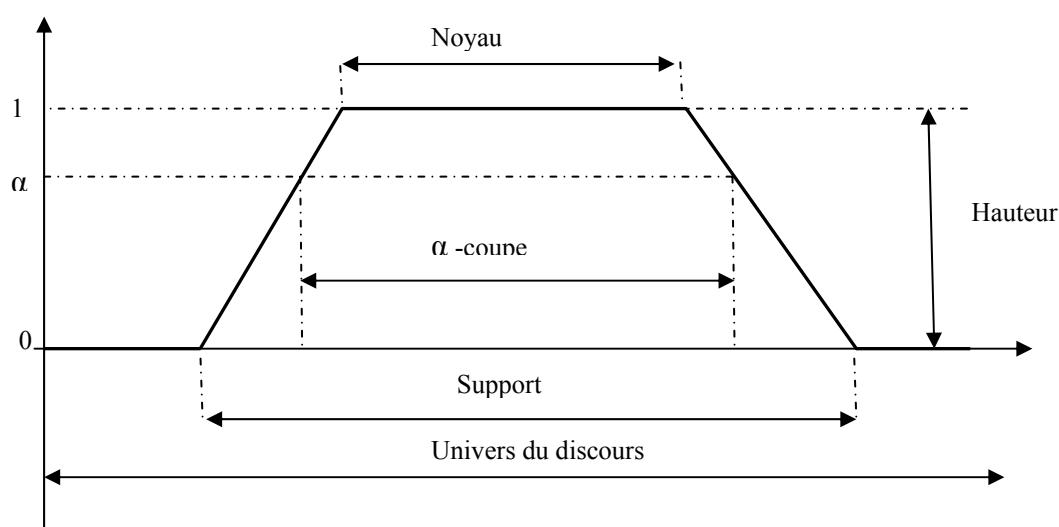 Noyau
1
α
Hauteur
α -coupe
0
Support
Univers du discours